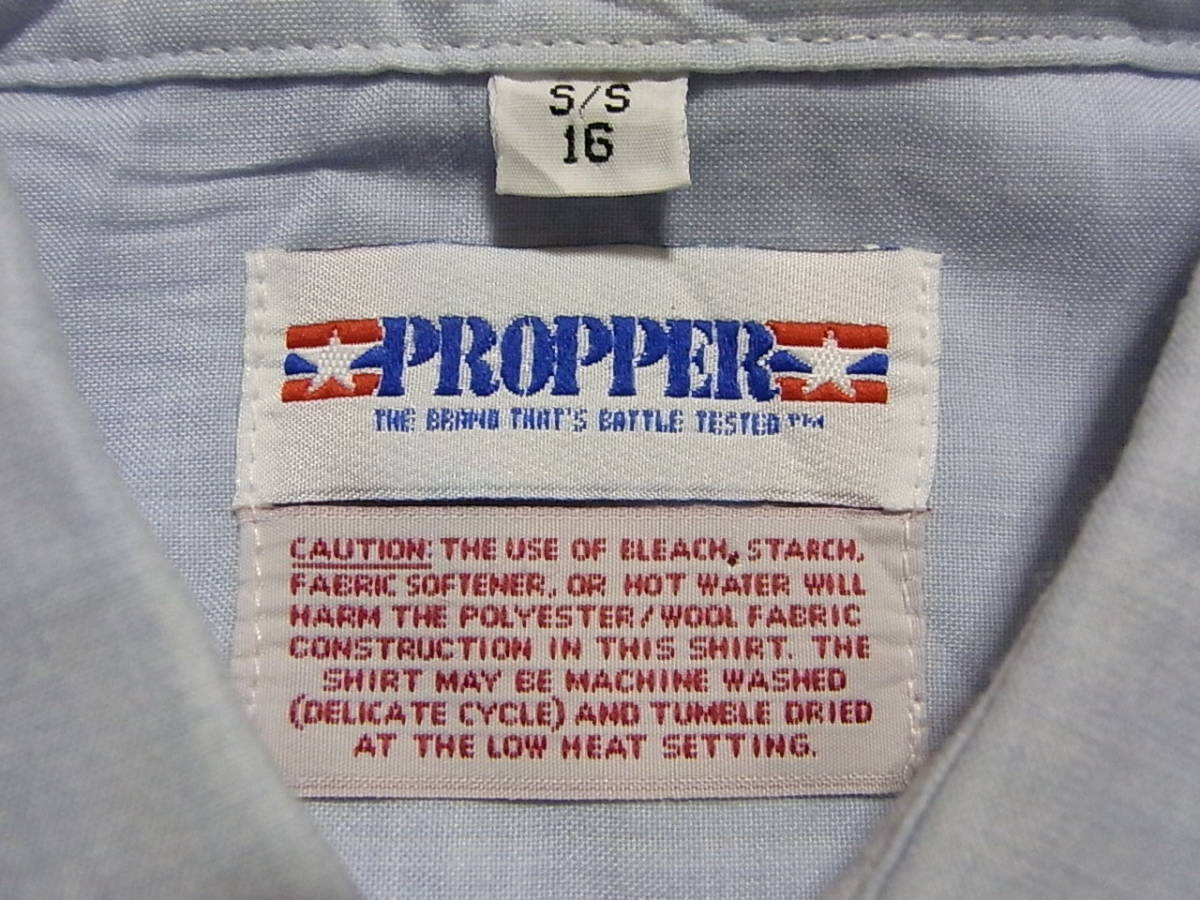 S/S
16
PROPPER
THE BRAND THAT'S BATTLE TESTED™
CAUTION: THE USE OF BLEACH, STARCH,
FABRIC SOFTENER, OR HOT WATER WILL
HARM THE POLYESTER/WOOL FABRIC
CONSTRUCTION IN THIS SHIRT. THE
SHIRT MAY BE MACHINE WASHED
(DELICATE CYCLE) AND TUMBLE DRIED
AT THE LOW HEAT SETTING.